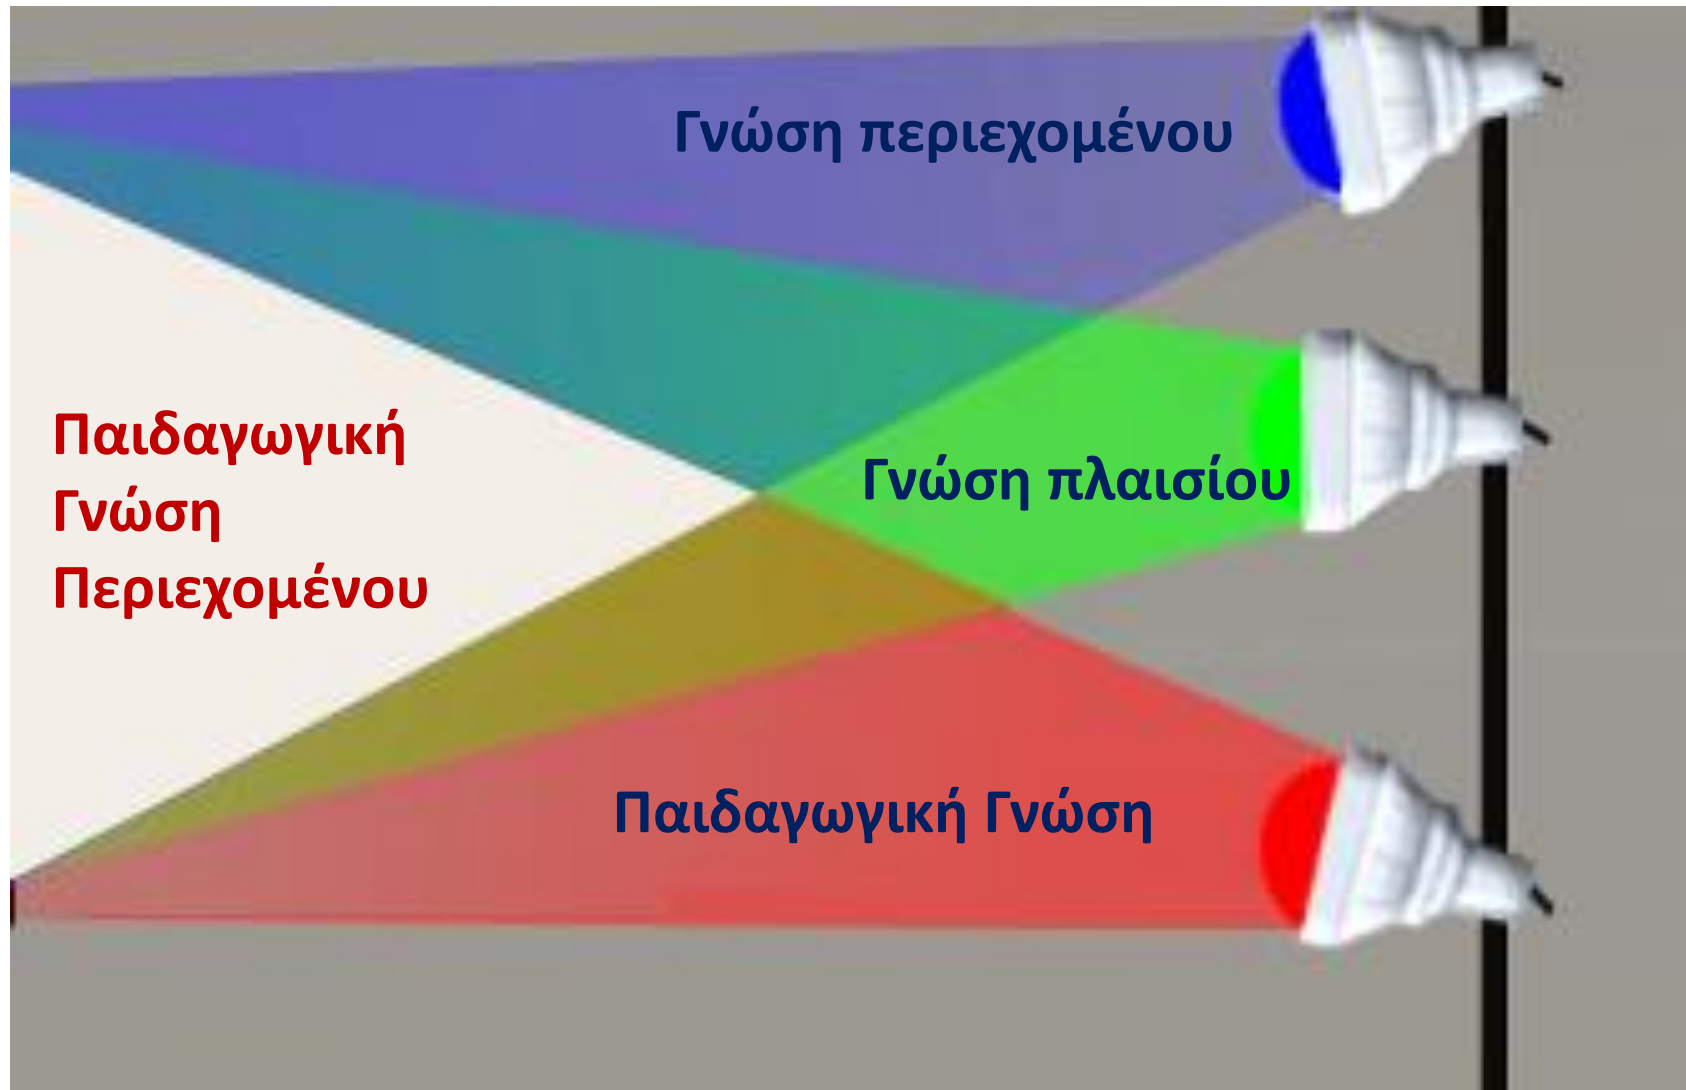 Γνώση περιεχομένου
Γνώση πλαισίου
Παιδαγωγική
Γνώση
Περιεχομένου
Παιδαγωγική Γνώση